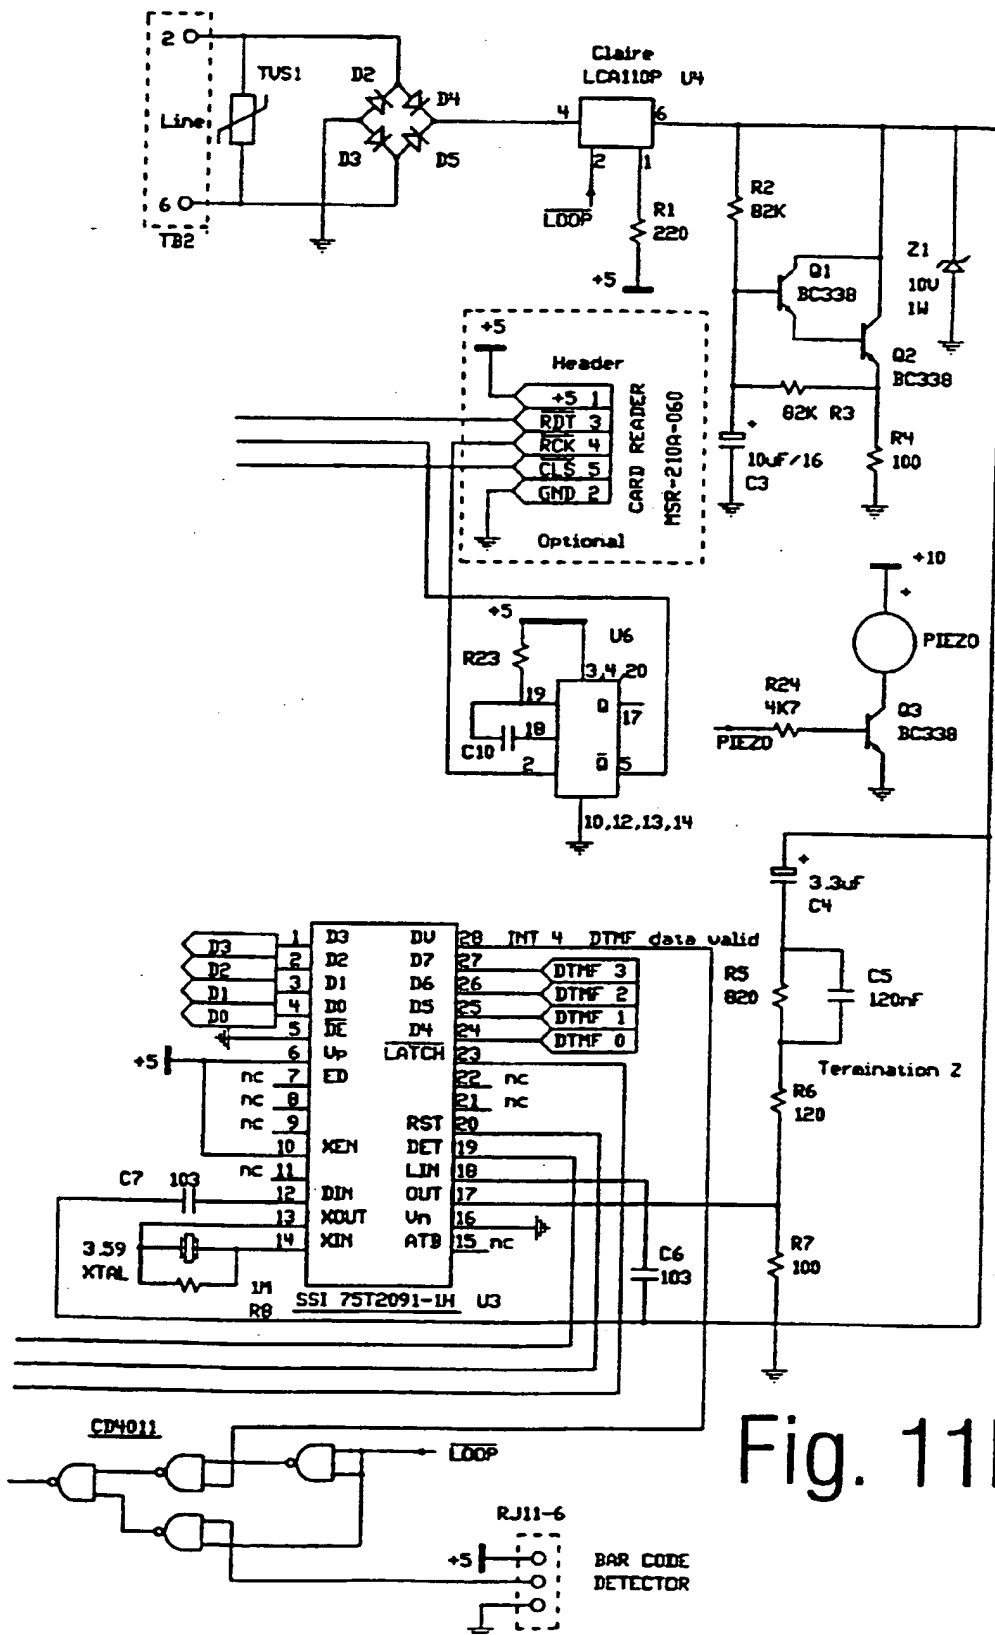 2
Line
6
TB2
TVS1
D2
D4
D3
D5
Claire
LCA110P U4
4
6
2
1
LOOP
R1
220
+5
R2
82K
Q1
BC338
Z1
10V
1W
Q2
BC338
82K R3
+
10uF/16
C3
R4
100
+5
Header
+5 1
RDT 3
RCK 4
CLS 5
GND 2
CARD READER
MSR-210A-060
Optional
+10
+
PIEZO
R24
4K7
PIEZO
Q3
BC338
+5
U6
R23
3,4,20
19
Q
17
C10
18
2
Q
5
10,12,13,14
+
3.3uF
C4
R5
820
C5
120nF
Termination Z
R6
120
R7
100
D3
D2
D1
D0
1 D3 DV 28 INT 4 DTMF data valid
2 D2 D7 27 DTMF 3
3 D1 D6 26 DTMF 2
4 D0 D5 25 DTMF 1
5 DE D4 24 DTMF 0
+5
6 Vp LATCH 23
nc 7 ED 22 nc
nc 8 21 nc
nc 9 RST 20
10 XEN DET 19
nc 11 LIN 18
C7 103
12 DIN OUT 17
13 XOUT Vn 16
14 XIN ATB 15 nc
3.59
XTAL
1M
R8
SSI 75T2091-1H U3
C6
103
CD4011
LOOP
RJ11-6
+5
BAR CODE
DETECTOR
Fig. 11